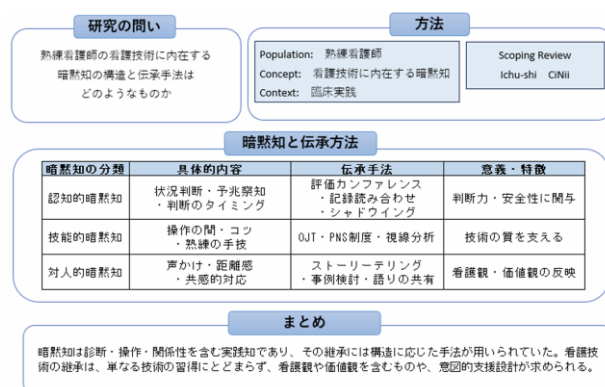 研究の問い
熟練看護師の看護技術に内在する
暗黙知の構造と伝承手法は
どのようなものか
方法
Population: 熟練看護師
Concept: 看護技術に内在する暗黙知
Context: 臨床実践
Scoping Review
Ichu-shi CiNii
暗黙知と伝承方法
暗黙知の分類 具体的内容 伝承手法 意義・特徴
認知的暗黙知
状況判断・予兆察知
・判断のタイミング
評価カンファレンス
・記録読み合わせ
・シャドウイング
判断力・安全性に関与
技能的暗黙知
操作の間・コツ
・熟練の手技
OJT・PNS制度・視線分析
技術の質を支える
対人的暗黙知
声かけ・距離感
・共感的対応
ストーリーテリング
・事例検討・語りの共有
看護観・価値観の反映
まとめ
暗黙知は診断・操作・関係性を含む実践知であり、その継承には構造に応じた手法が用いられていた。看護技
術の継承は、単なる技術の習得にとどまらず、看護観や価値観を含むものや、意図的支援設計が求められる。